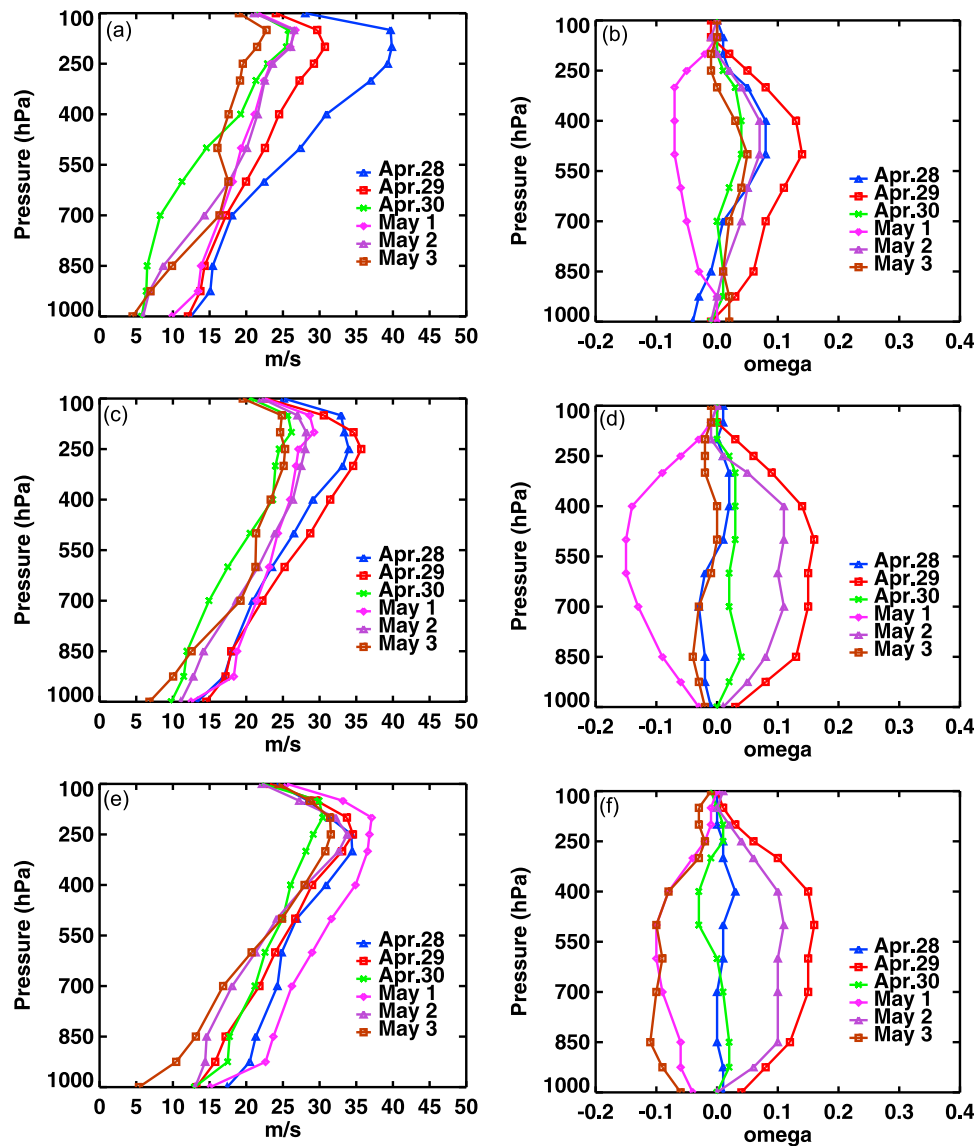 (a)
100
250
400
550
700
850
1000
Pressure (hPa)
0 5 10 15 20 25 30 35 40 45 50
m/s
Apr.28
Apr.29
Apr.30
May 1
May 2
May 3
(b)
100
250
400
550
700
850
1000
Pressure (hPa)
-0.2 -0.1 0.0 0.1 0.2 0.3 0.4
omega
Apr.28
Apr.29
Apr.30
May 1
May 2
May 3
(c)
100
250
400
550
700
850
1000
Pressure (hPa)
0 5 10 15 20 25 30 35 40 45 50
m/s
Apr.28
Apr.29
Apr.30
May 1
May 2
May 3
(d)
100
250
400
550
700
850
1000
Pressure (hPa)
-0.2 -0.1 0.0 0.1 0.2 0.3 0.4
omega
Apr.28
Apr.29
Apr.30
May 1
May 2
May 3
(e)
100
250
400
550
700
850
1000
Pressure (hPa)
0 5 10 15 20 25 30 35 40 45 50
m/s
Apr.28
Apr.29
Apr.30
May 1
May 2
May 3
(f)
100
250
400
550
700
850
1000
Pressure (hPa)
-0.2 -0.1 0.0 0.1 0.2 0.3 0.4
omega
Apr.28
Apr.29
Apr.30
May 1
May 2
May 3